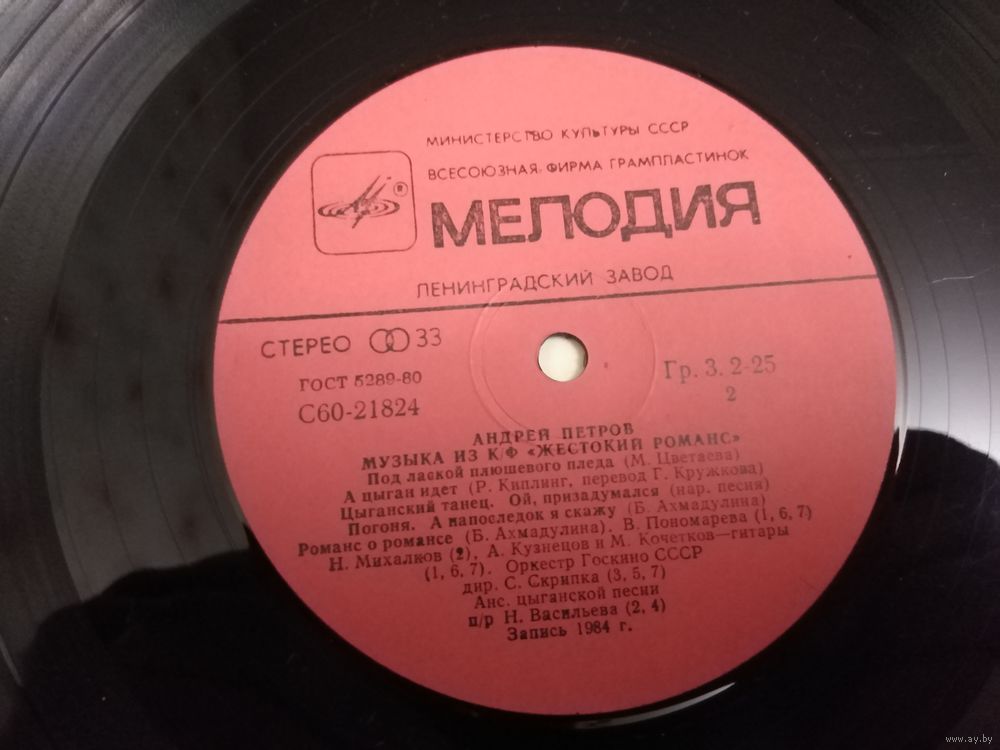 МИНИСТЕРСТВО КУЛЬТУРЫ СССР
ВСЕСОЮЗНАЯ ФИРМА ГРАМПЛАСТИНОК
®
МЕЛОДИЯ
ЛЕНИНГРАДСКИЙ ЗАВОД
СТЕРЕО 33
ГОСТ 5289-80
С60-21824
Гр. 3. 2-25
2
АНДРЕЙ ПЕТРОВ
МУЗЫКА ИЗ К/Ф «ЖЕСТОКИЙ РОМАНС»
Под лаской плюшевого пледа (М. Цветаева)
А цыган идет (Р. Киплинг, перевод Г. Кружкова)
Цыганский танец. Ой, призадумался (нар. песня)
Погоня. А напоследок я скажу (Б. Ахмадулина)
Романс о романсе (Б. Ахмадулина). В. Пономарева (1, 6, 7)
Н. Михалков (2), А. Кузнецов и М. Кочетков—гитары
(1, 6, 7). Оркестр Госкино СССР
дир. С. Скрипка (3, 5, 7)
Анс. цыганской песни
п/р Н. Васильева (2, 4)
Запись 1984 г.
www.ay.by